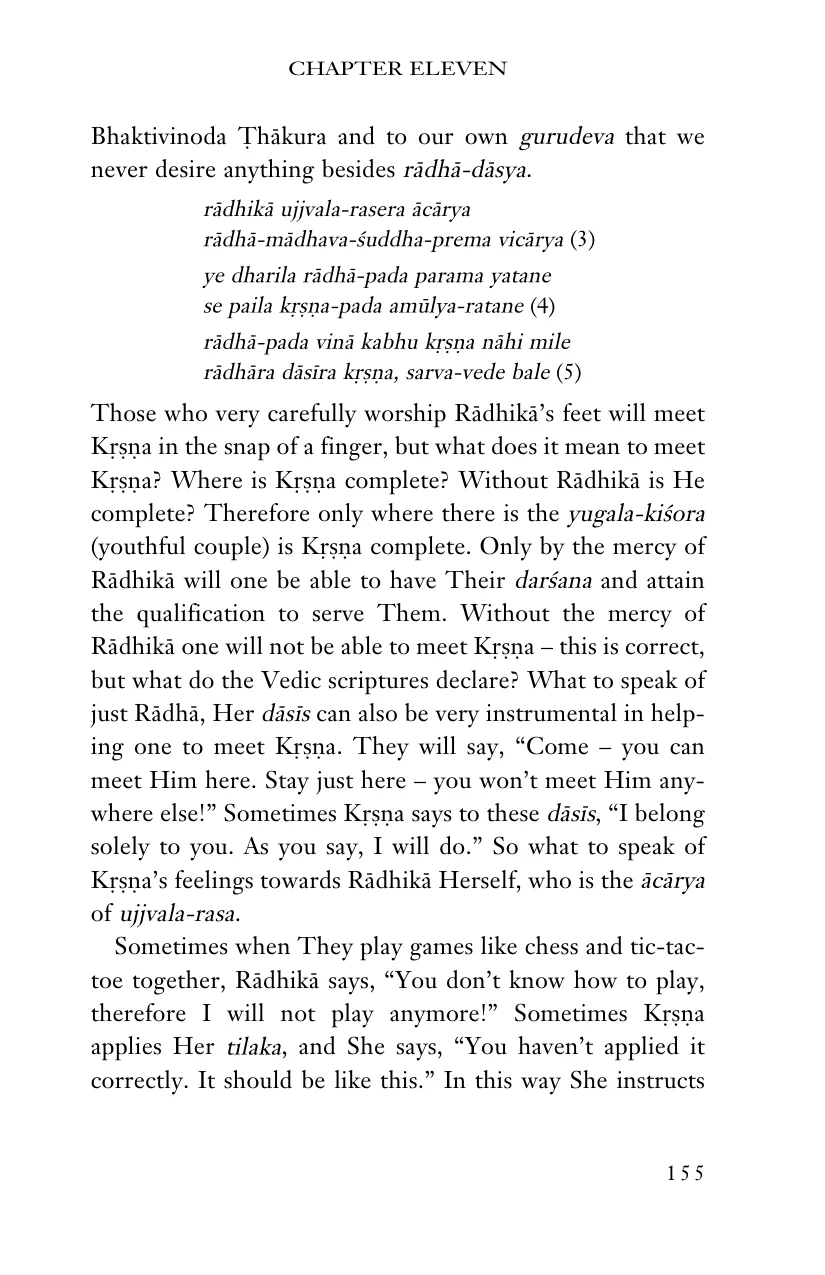 CHAPTER ELEVEN
Bhaktivinoda Ṭhākura and to our own gurudeva that we
never desire anything besides rādhā-dāsya.
rādhikā ujjvala-rasera ācārya
rādhā-mādhava-śuddha-prema vicārya (3)
ye dharila rādhā-pada parama yatane
se paila kṛṣṇa-pada amūlya-ratane (4)
rādhā-pada vinā kabhu kṛṣṇa nāhi mile
rādhāra dāsīra kṛṣṇa, sarva-vede bale (5)
Those who very carefully worship Rādhikā’s feet will meet
Kṛṣṇa in the snap of a finger, but what does it mean to meet
Kṛṣṇa? Where is Kṛṣṇa complete? Without Rādhikā is He
complete? Therefore only where there is the yugala-kiśora
(youthful couple) is Kṛṣṇa complete. Only by the mercy of
Rādhikā will one be able to have Their darśana and attain
the qualification to serve Them. Without the mercy of
Rādhikā one will not be able to meet Kṛṣṇa – this is correct,
but what do the Vedic scriptures declare? What to speak of
just Rādhā, Her dāsīs can also be very instrumental in help-
ing one to meet Kṛṣṇa. They will say, “Come – you can
meet Him here. Stay just here – you won’t meet Him any-
where else!” Sometimes Kṛṣṇa says to these dāsīs, “I belong
solely to you. As you say, I will do.” So what to speak of
Kṛṣṇa’s feelings towards Rādhikā Herself, who is the ācārya
of ujjvala-rasa.
Sometimes when They play games like chess and tic-tac-
toe together, Rādhikā says, “You don’t know how to play,
therefore I will not play anymore!” Sometimes Kṛṣṇa
applies Her tilaka, and She says, “You haven’t applied it
correctly. It should be like this.” In this way She instructs
155